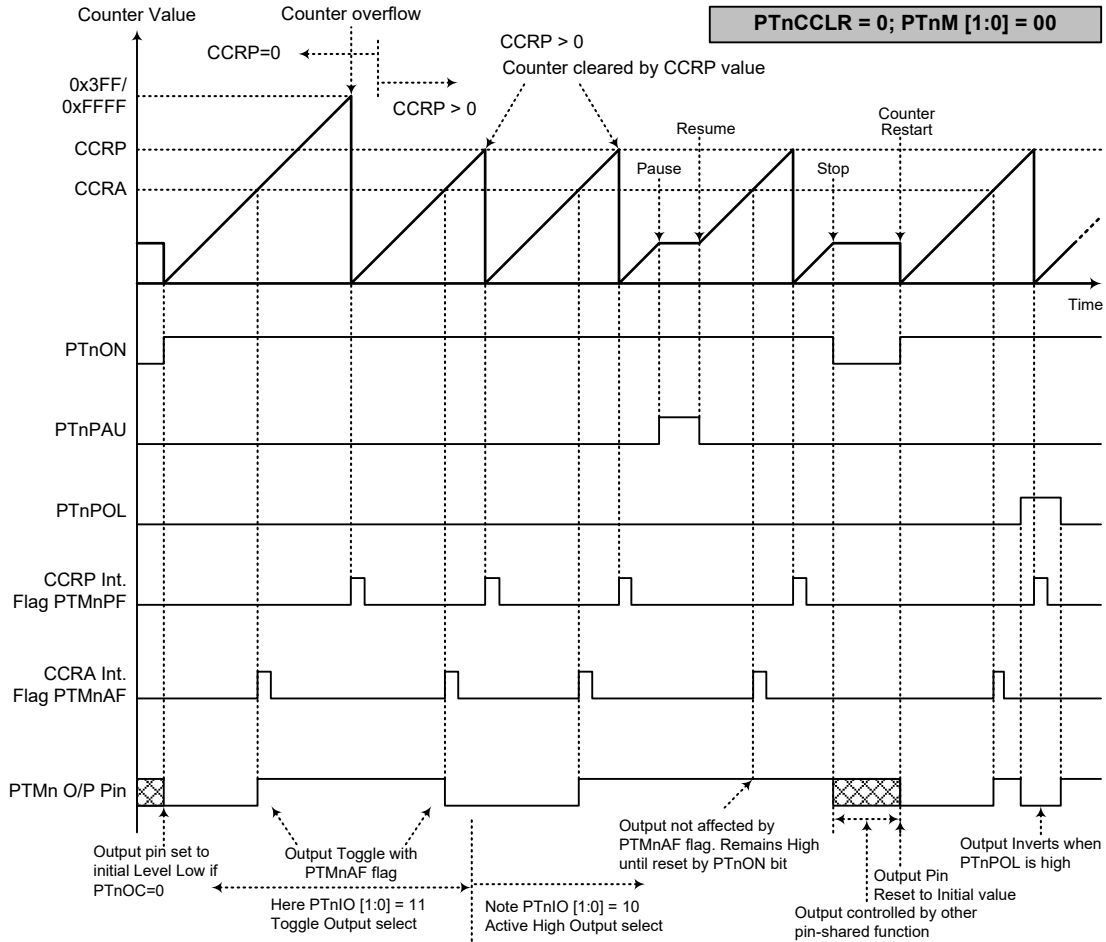 Counter Value
Counter overflow
PTnCCLR = 0; PTnM [1:0] = 00
CCRP=0
CCRP > 0
CCRP > 0
Counter cleared by CCRP value
0x3FF/
0xFFFF
CCRP
CCRA
Pause
Resume
Stop
Counter
Restart
Time
PTnON
PTnPAU
PTnPOL
CCRP Int.
Flag PTMnPF
CCRA Int.
Flag PTMnAF
PTMn O/P Pin
Output pin set to
initial Level Low if
PTnOC=0
Output Toggle with
PTMnAF flag
Here PTnIO [1:0] = 11
Toggle Output select
Note PTnIO [1:0] = 10
Active High Output select
Output not affected by
PTMnAF flag. Remains High
until reset by PTnON bit
Output Pin
Reset to Initial value
Output controlled by other
pin-shared function
Output Inverts when
PTnPOL is high